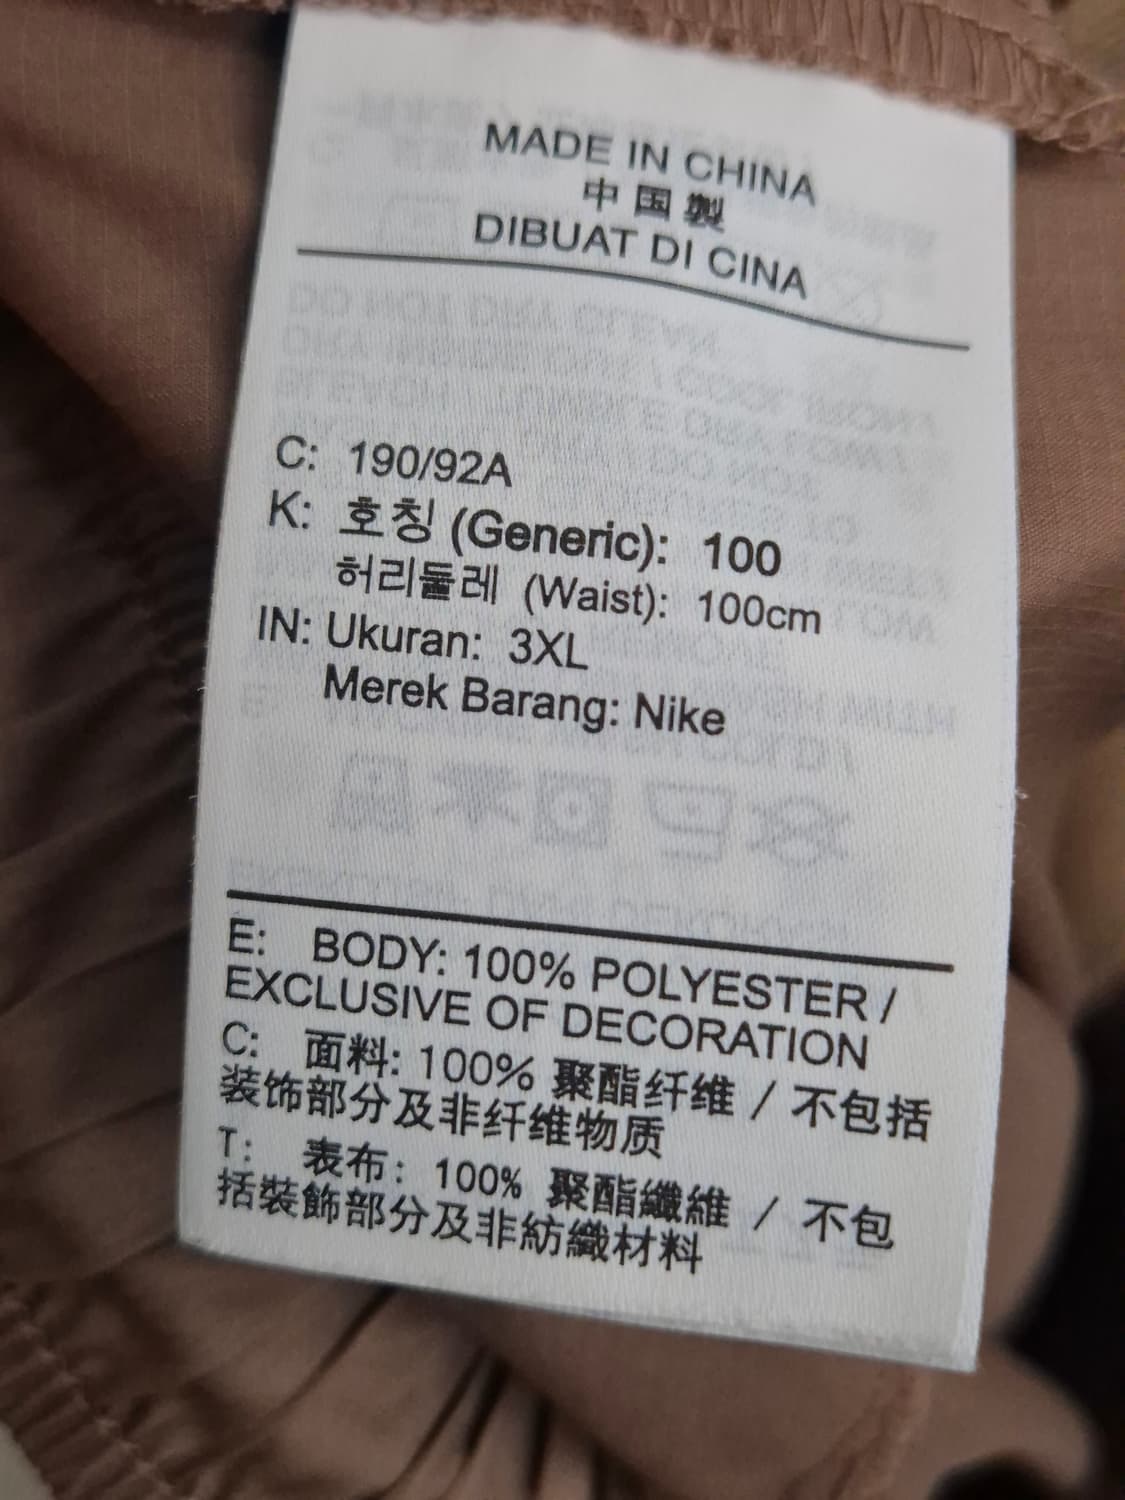 MADE IN CHINA
中国製
DIBUAT DI CINA
C: 190/92A
K: 호칭 (Generic): 100
허리둘레 (Waist): 100cm
IN: Ukuran: 3XL
Merek Barang: Nike
E: BODY: 100% POLYESTER /
EXCLUSIVE OF DECORATION
C: 面料: 100% 聚酯纤维 / 不包括
装饰部分及非纤维物质
T: 表布: 100% 聚酯纖維 / 不包
括裝飾部分及非紡織材料